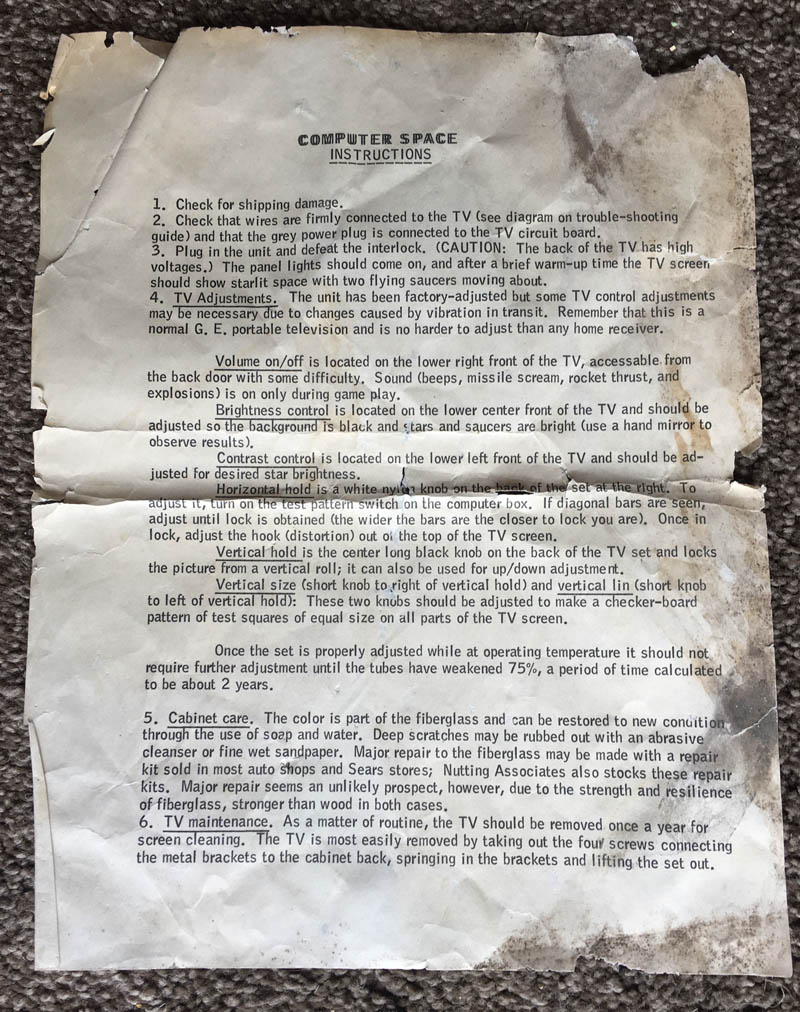 COMPUTER SPACE
INSTRUCTIONS
1. Check for shipping damage.
2. Check that wires are firmly connected to the TV (see diagram on trouble-shooting
guide) and that the grey power plug is connected to the TV circuit board.
3. Plug in the unit and defeat the interlock. (CAUTION: The back of the TV has high
voltages.) The panel lights should come on, and after a brief warm-up time the TV screen
should show starlit space with two flying saucers moving about.
4. TV Adjustments. The unit has been factory-adjusted but some TV control adjustments
may be necessary due to changes caused by vibration in transit. Remember that this is a
normal G. E. portable television and is no harder to adjust than any home receiver.
Volume on/off is located on the lower right front of the TV, accessable from
the back door with some difficulty. Sound (beeps, missile scream, rocket thrust, and
explosions) is on only during game play.
Brightness control is located on the lower center front of the TV and should be
adjusted so the background is black and stars and saucers are bright (use a hand mirror to
observe results).
Contrast control is located on the lower left front of the TV and should be ad-
justed for desired star brightness.
Horizontal hold is a white nylon knob on the back of the set at the right. To
adjust it, turn on the test pattern switch on the computer box. If diagonal bars are seen,
adjust until lock is obtained (the wider the bars are the closer to lock you are). Once in
lock, adjust the hook (distortion) out of the top of the TV screen.
Vertical hold is the center long black knob on the back of the TV set and locks
the picture from a vertical roll; it can also be used for up/down adjustment.
Vertical size (short knob to right of vertical hold) and vertical lin (short knob
to left of vertical hold): These two knobs should be adjusted to make a checker-board
pattern of test squares of equal size on all parts of the TV screen.
Once the set is properly adjusted while at operating temperature it should not
require further adjustment until the tubes have weakened 75%, a period of time calculated
to be about 2 years.
5. Cabinet care. The color is part of the fiberglass and can be restored to new condition
through the use of soap and water. Deep scratches may be rubbed out with an abrasive
cleanser or fine wet sandpaper. Major repair to the fiberglass may be made with a repair
kit sold in most auto shops and Sears stores; Nutting Associates also stocks these repair
kits. Major repair seems an unlikely prospect, however, due to the strength and resilience
of fiberglass, stronger than wood in both cases.
6. TV maintenance. As a matter of routine, the TV should be removed once a year for
screen cleaning. The TV is most easily removed by taking out the four screws connecting
the metal brackets to the cabinet back, springing in the brackets and lifting the set out.